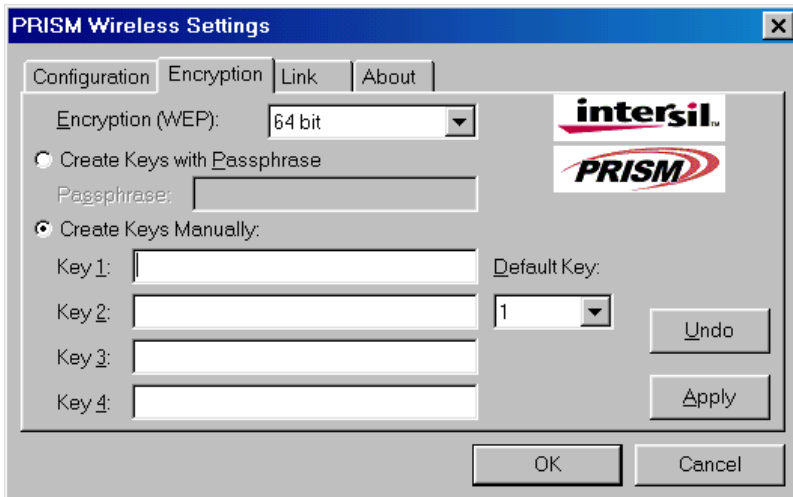 PRISM Wireless Settings
Configuration Encryption Link About
Encryption (WEP): 64 bit
intersil™
Create Keys with Passphrase
PRISM
Passphrase:
Create Keys Manually:
Key 1: Default Key:
Key 2: 1
Undo
Key 3:
Key 4: Apply
OK Cancel